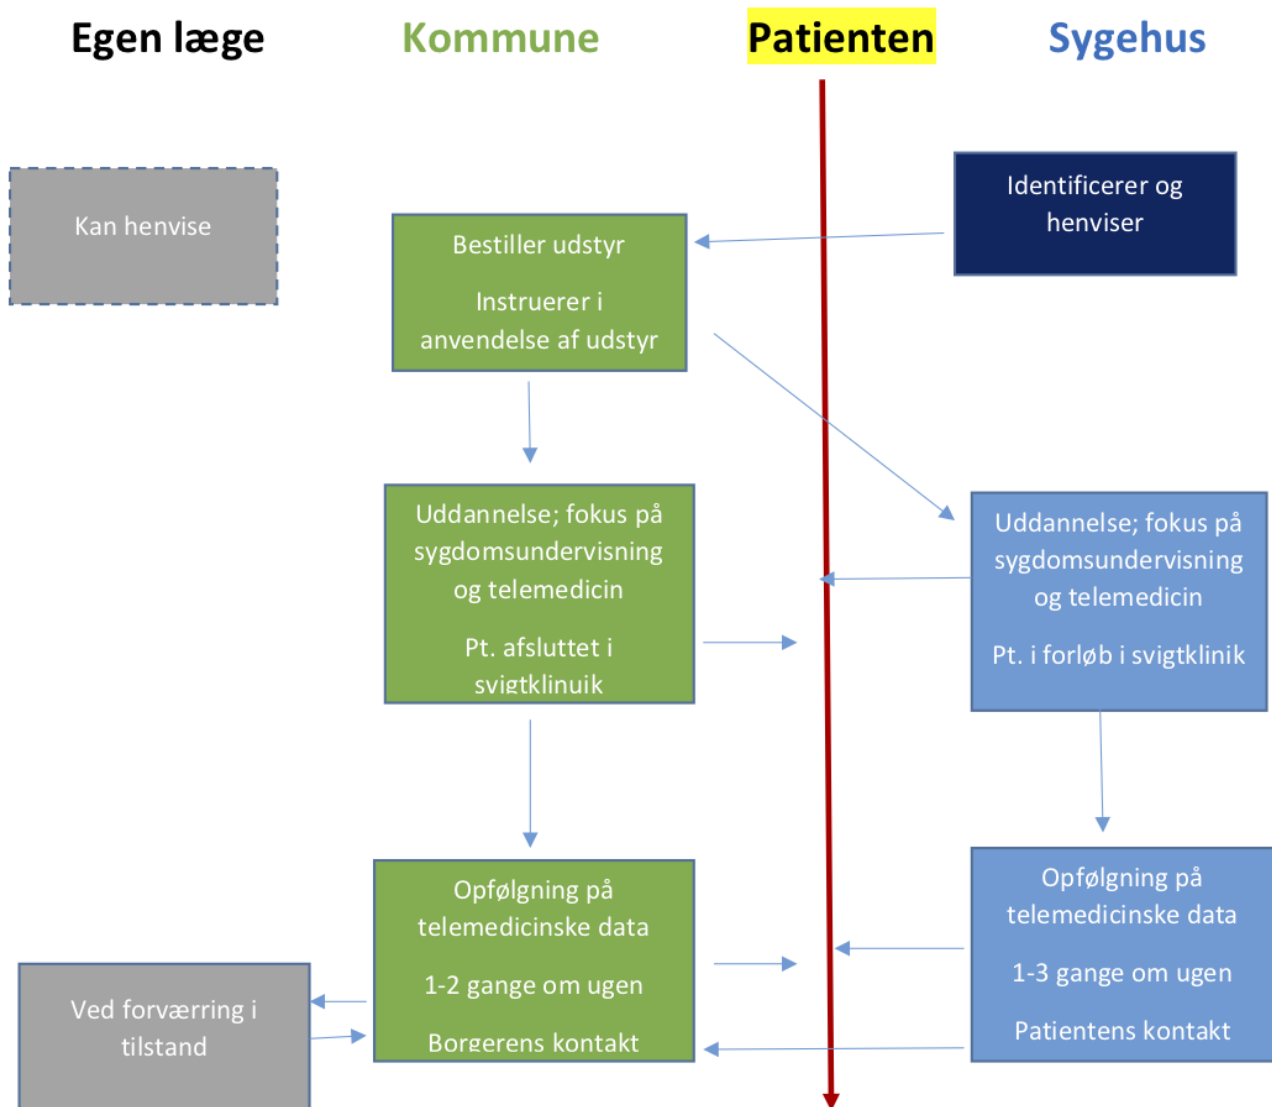 Egen læge
Kommune
Patienten
Sygehus
Kan henvise
Bestiller udstyr
Instruerer i
anvendelse af udstyr
Identificerer og
henviser
Uddannelse; fokus på
sygdomsundervisning
og telemedicin
Pt. afsluttet i
svigtklinuik
Uddannelse; fokus på
sygdomsundervisning
og telemedicin
Pt. i forløb i svigtklinik
Ved forværring i
tilstand
Opfølgning på
telemedicinske data
1-2 gange om ugen
Borgerens kontakt
Opfølgning på
telemedicinske data
1-3 gange om ugen
Patientens kontakt